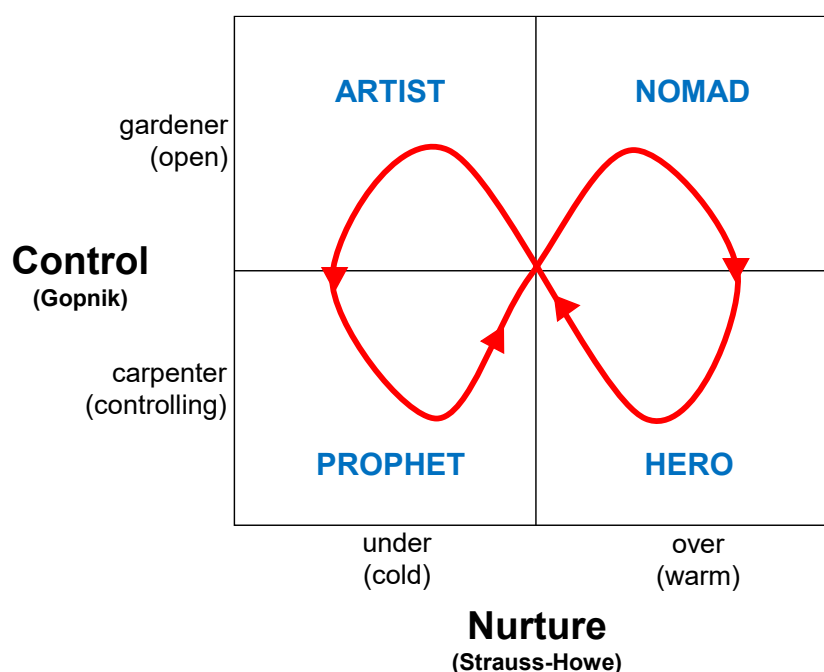 ARTIST
NOMAD
gardener
(open)
Control
(Gopnik)
carpenter
(controlling)
PROPHET
HERO
under
(cold)
over
(warm)
Nurture
(Strauss-Howe)